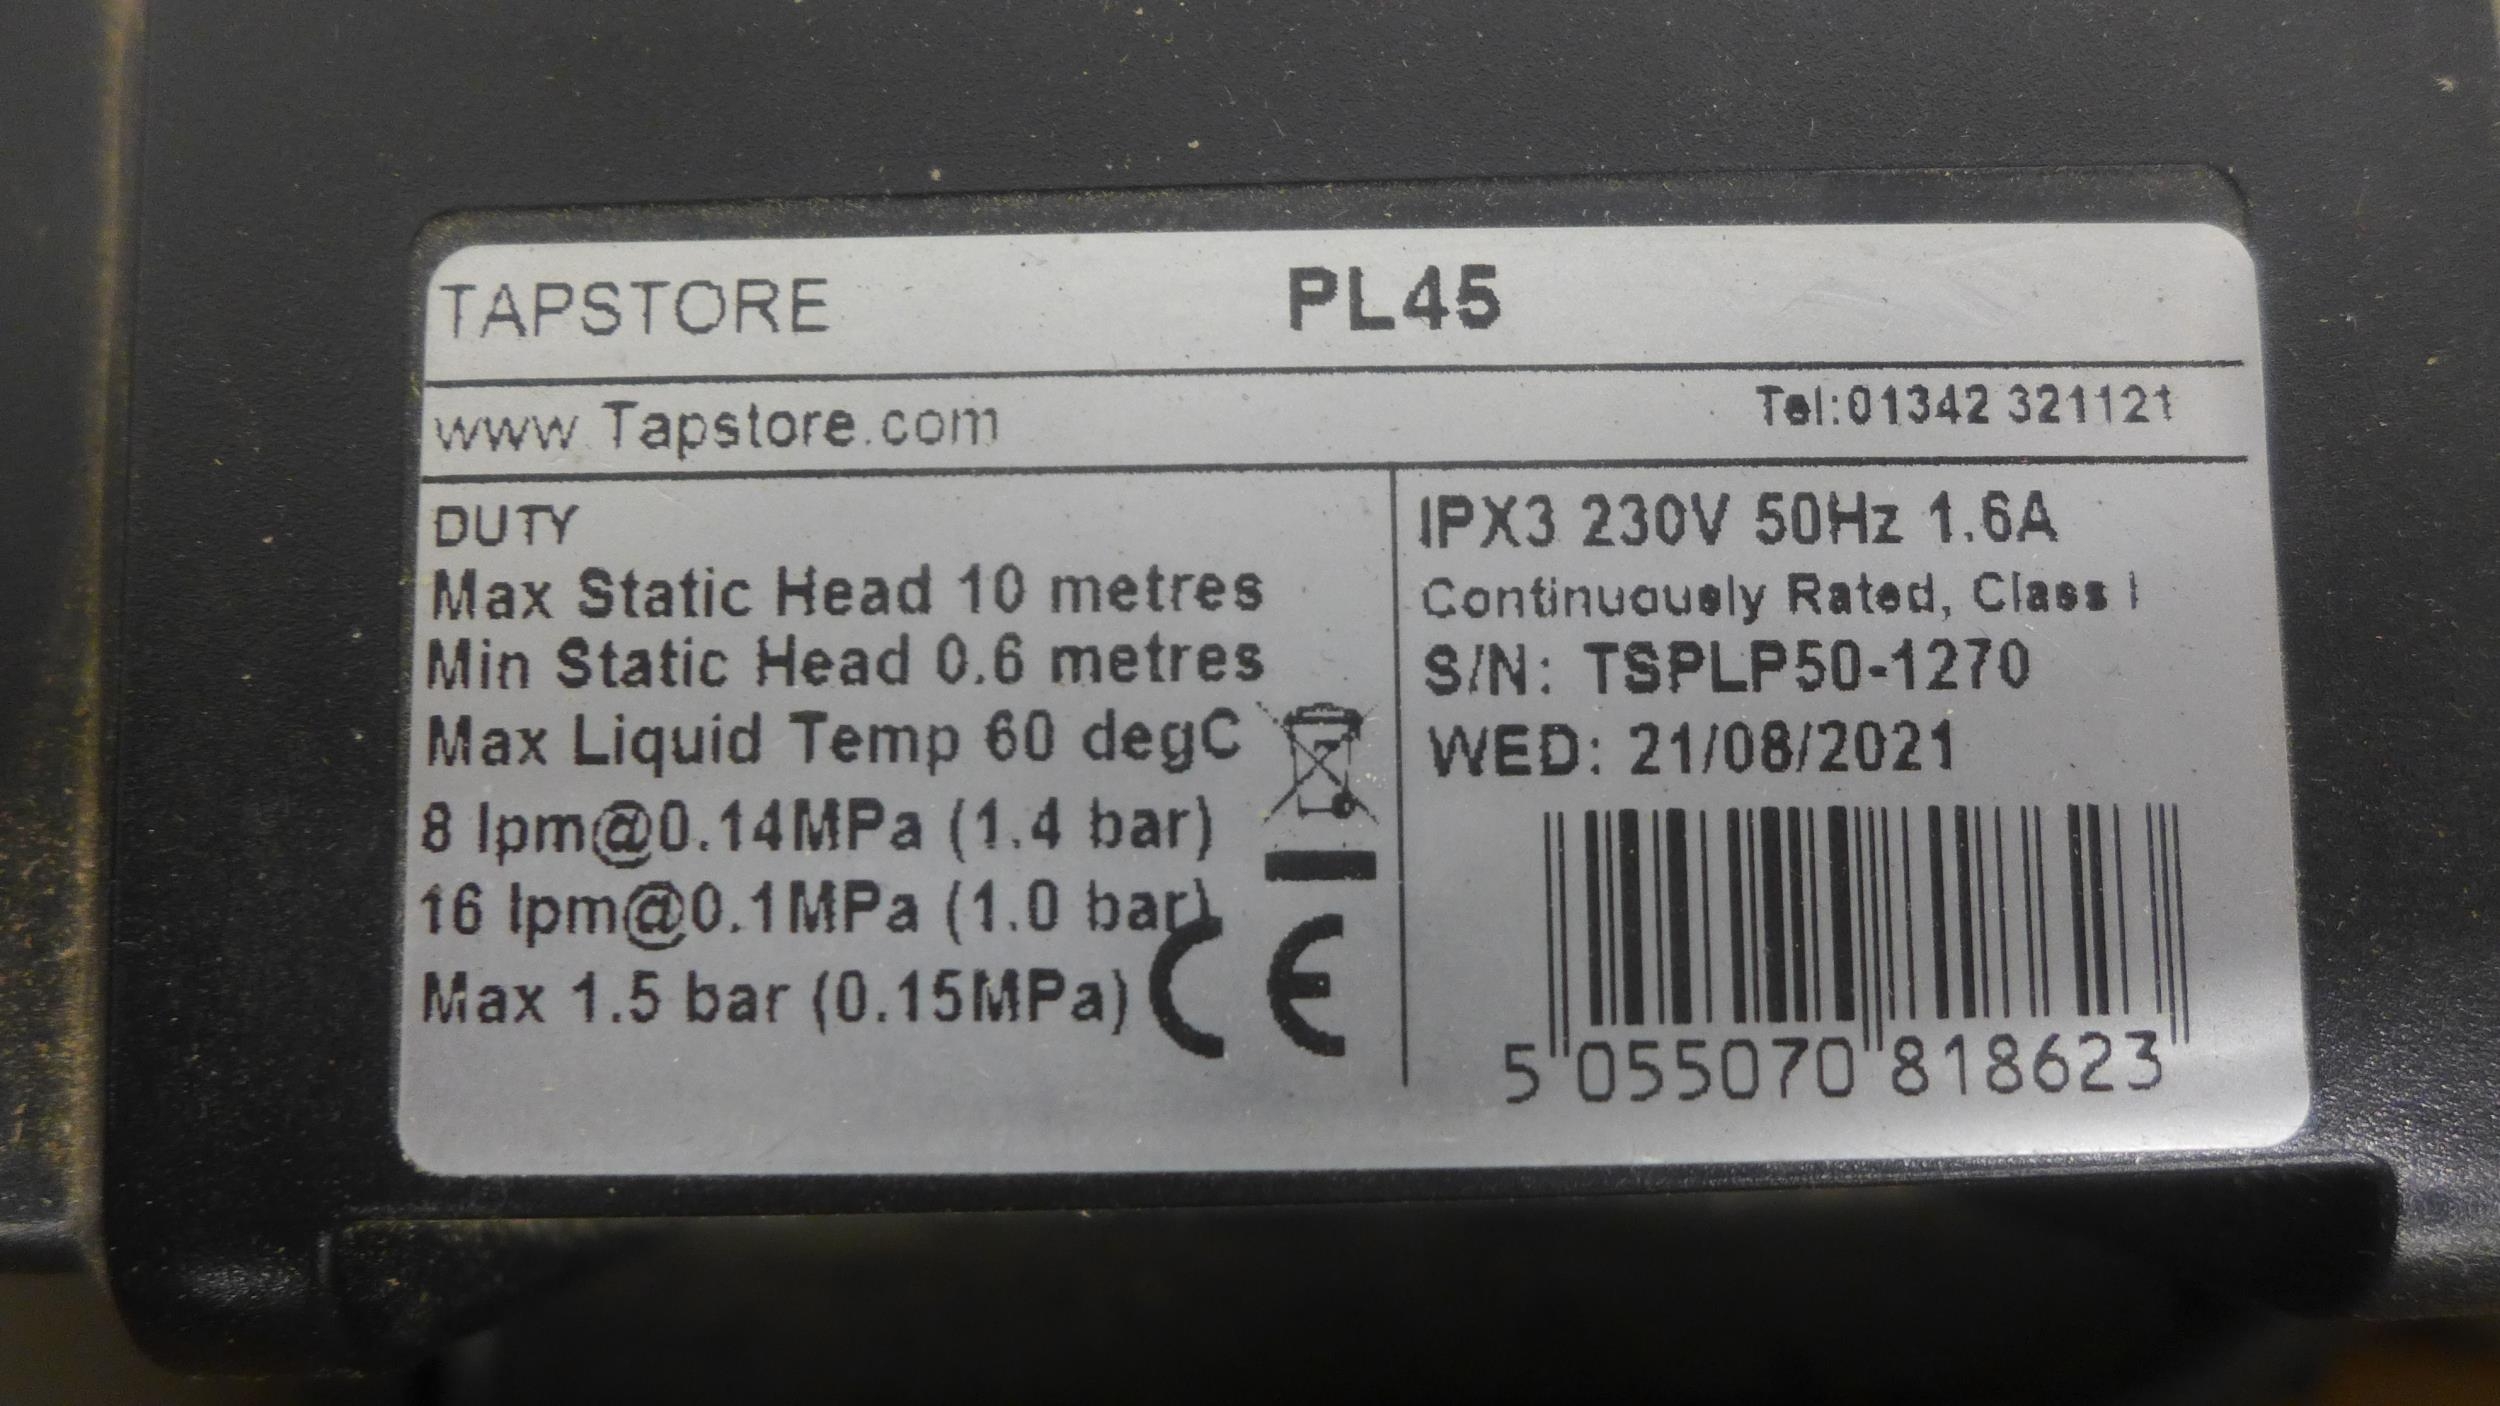 TAPSTORE PL45
www Tapstore.com Tel:01342 321121
DUTY
Max Static Head 10 metres
Min Static Head 0.6 metres
Max Liquid Temp 60 degC
8 lpm@0.14MPa (1.4 bar)
16 lpm@0.1MPa (1.0 bar)
Max 1.5 bar (0.15MPa)
CE
IPX3 230V 50Hz 1.6A
Continuously Rated, Class I
S/N: TSPLP50-1270
WED: 21/08/2021
5 055070 818623